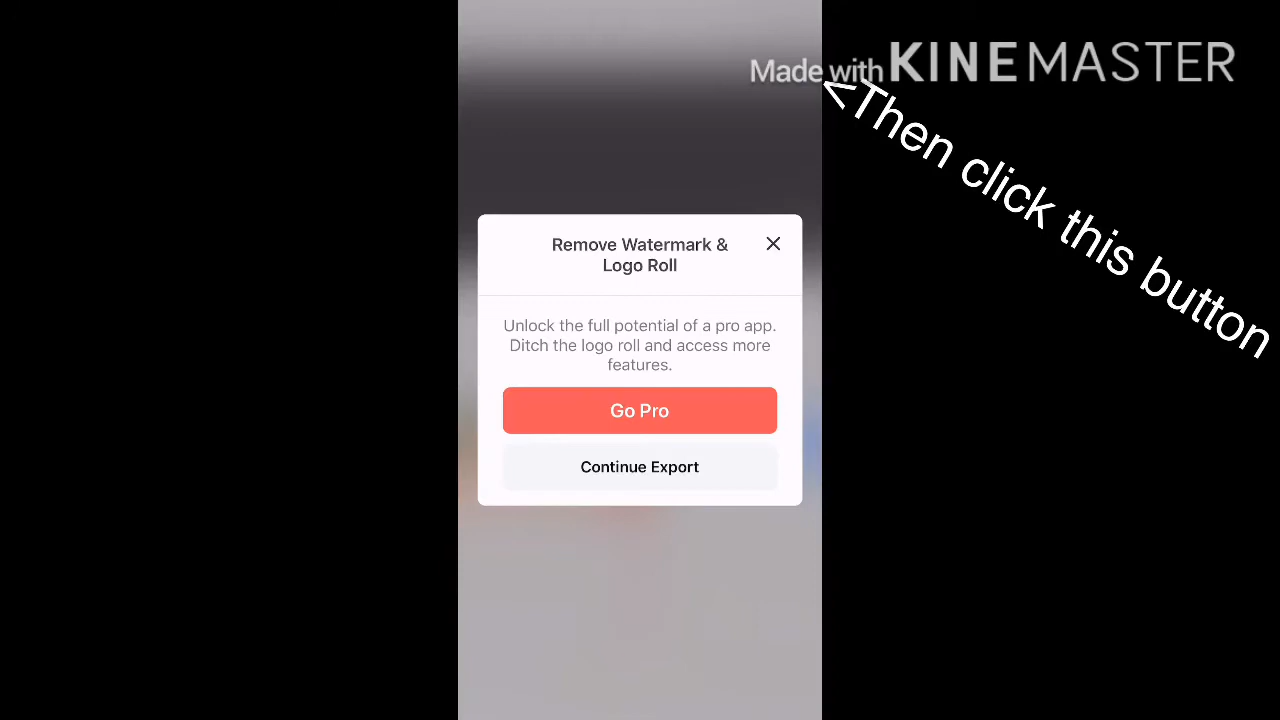 Made with KINEMASTER
<Then click this button
Remove Watermark &
Logo Roll
Unlock the full potential of a pro app.
Ditch the logo roll and access more
features.
Go Pro
Continue Export